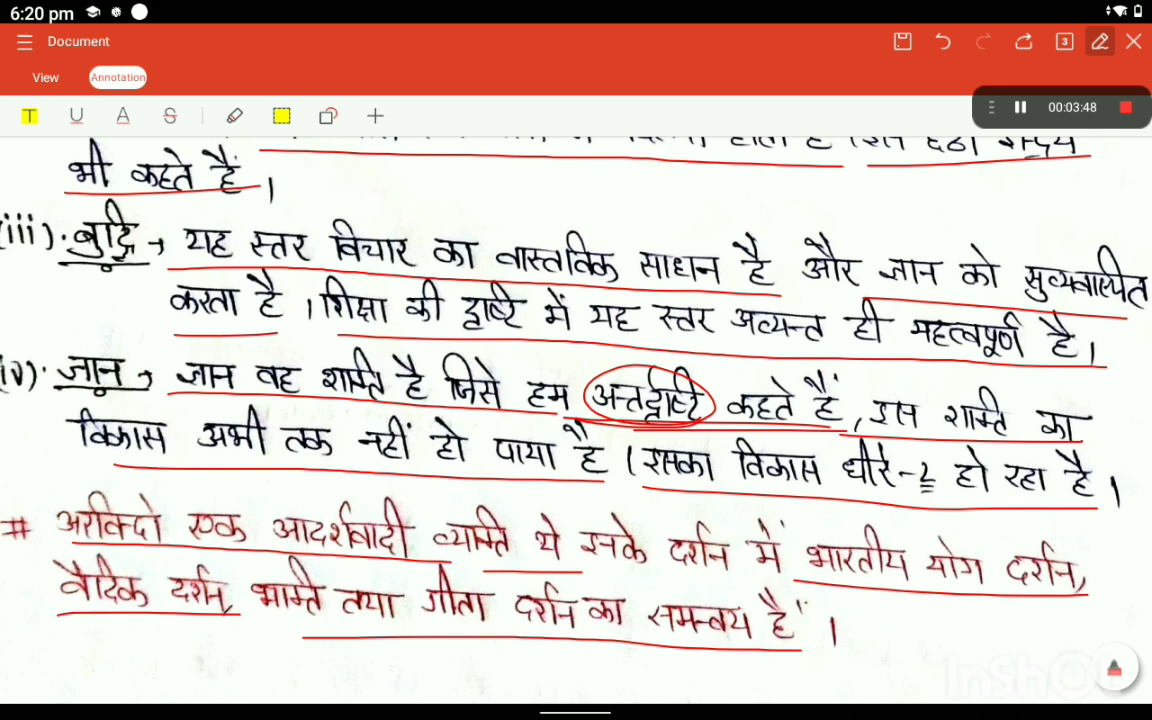 6:20 pm
Document
3
View
Annotation
T U A S
00:03:48
भी कहते हैं ।
(iii). बुद्धि → यह स्तर विचार का वास्तविक साधन है और ज्ञान को सुव्यवस्थित
करता है । शिक्षा की दृष्टि में यह स्तर अत्यन्त ही महत्वपूर्ण है ।
(iv). ज्ञान → ज्ञान वह शक्ति है जिसे हम अन्तर्दृष्टि कहते हैं, इस शक्ति का
विकास अभी तक नहीं हो पाया है । इसका विकास धीरे-२ हो रहा है ।
# अरविंदो एक आदर्शवादी व्यक्ति थे इनके दर्शन में भारतीय योग दर्शन,
वैदिक दर्शन, भक्ति तथा गीता दर्शन का समन्वय है ।
InShOt